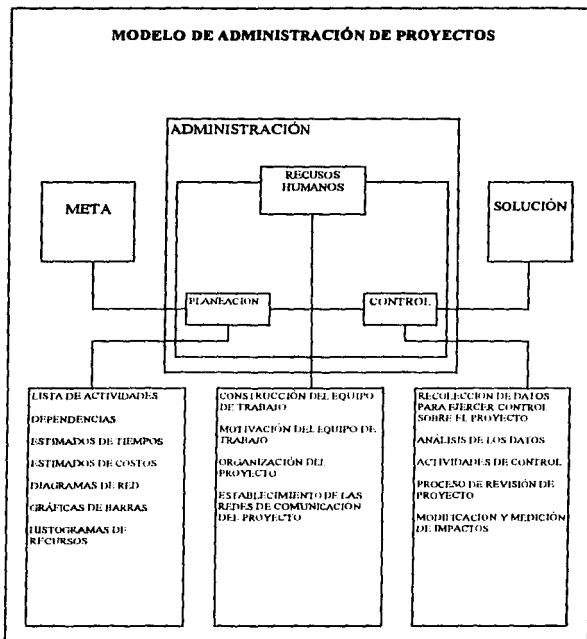 MODELO DE ADMINISTRACIÓN DE PROYECTOS
ADMINISTRACIÓN
RECUSOS
HUMANOS
META
SOLUCIÓN
PLANEACION
CONTROL
LISTA DE ACTIVIDADES
DEPENDENCIAS
ESTIMADOS DE TIEMPOS
ESTIMADOS DE COSTOS
DIAGRAMAS DE RED
GRÁFICAS DE BARRAS
HISTOGRAMAS DE
RECURSOS
CONSTRUCCIÓN DEL EQUIPO
DE TRABAJO
MOTIVACIÓN DEL EQUIPO DE
TRABAJO
ORGANIZACIÓN DEL
PROYECTO
ESTABLECIMIENTO DE LAS
REDES DE COMUNICACIÓN
DEL PROYECTO
RECOLECCION DE DATOS
PARA EJERCER CONTROL
SOBRE EL PROYECTO
ANÁLISIS DE LOS DATOS
ACTIVIDADES DE CONTROL
PROCESO DE REVISIÓN DE
PROYECTO
MODIFICACION Y MEDICIÓN
DE IMPACTOS